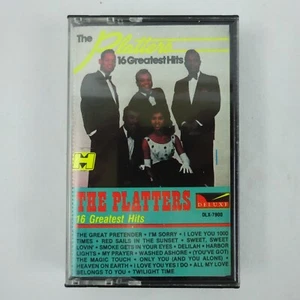 The
Platters
16 Greatest Hits
THE PLATTERS
16 Greatest Hits
DELUXE
DLX-7908
THE GREAT PRETENDER • I'M SORRY • I LOVE YOU 1000
TIMES • RED SAILS IN THE SUNSET • SWEET, SWEET
LOVIN' • SMOKE GETS IN YOUR EYES • DELILAH • HARBOR
LIGHTS • MY PRAYER • WASHED ASHORE • (YOU'VE GOT)
THE MAGIC TOUCH • ONLY YOU (AND YOU ALONE) •
HEAVEN ON EARTH • I LOVE YOU YES I DO • ALL MY LOVE
BELONGS TO YOU • TWILIGHT TIME